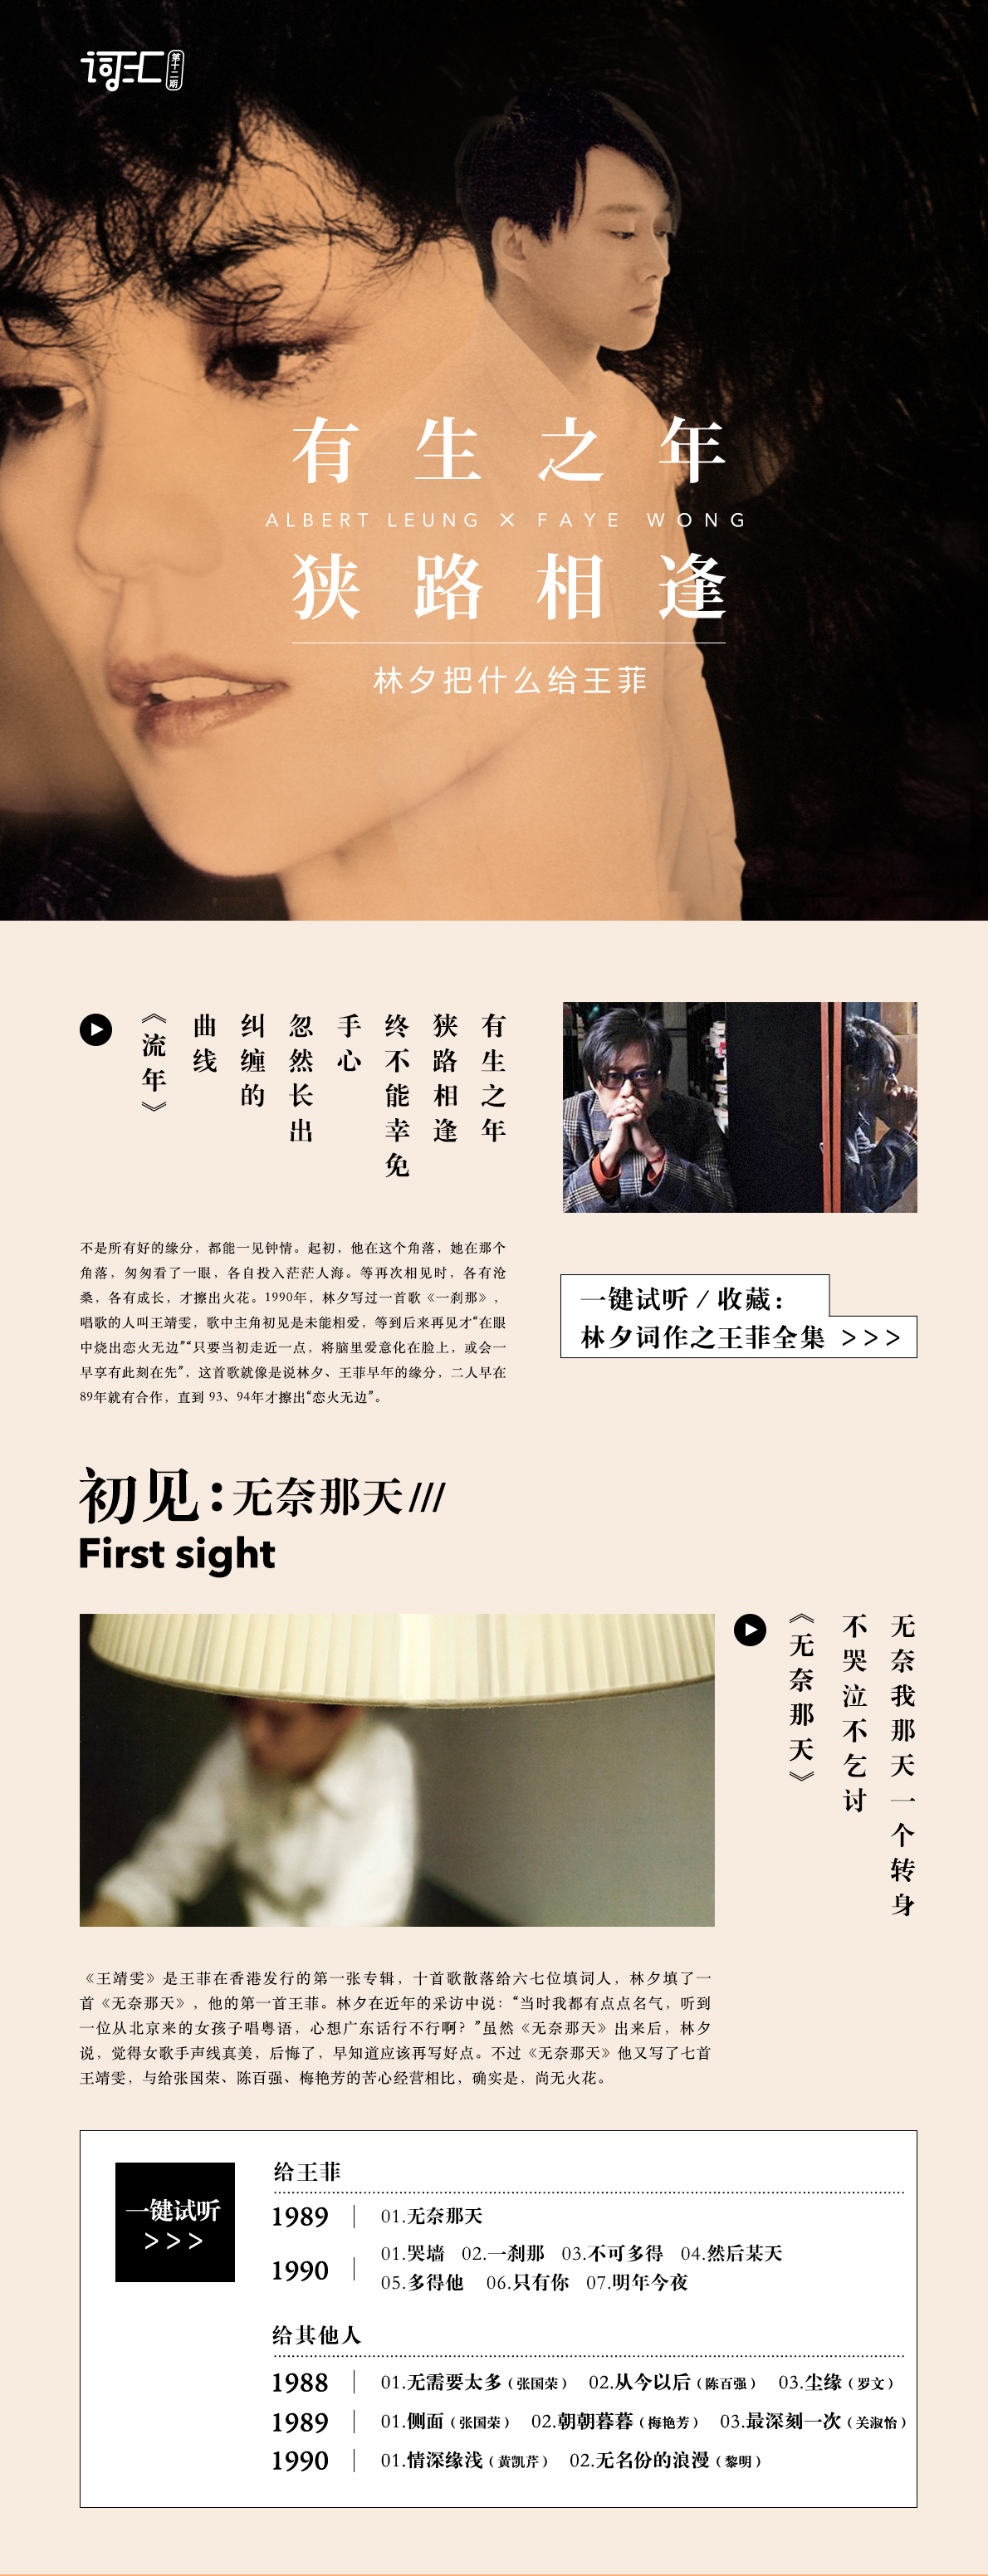 词汇
第十二期
有生之年
ALBERT LEUNG × FAYE WONG
狭路相逢
林夕把什么给王菲
有生之年
狭路相逢
终不能幸免
手心
忽然长出
纠缠的
曲线
《流年》
不是所有好的缘分，都能一见钟情。起初，他在这个角落，她在那个
角落，匆匆看了一眼，各自投入茫茫人海。等再次相见时，各有沧
桑，各有成长，才擦出火花。1990年，林夕写过一首歌《一刹那》，
唱歌的人叫王靖雯，歌中主角初见是未能相爱，等到后来再见才“在眼
中烧出恋火无边”“只要当初走近一点，将脑里爱意化在脸上，或会一
早享有此刻在先”，这首歌就像是说林夕、王菲早年的缘分，二人早在
89年就有合作，直到 93、94年才擦出“恋火无边”。
一键试听 / 收藏：
林夕词作之王菲全集 >>>
初见：无奈那天///
First sight
无奈我那天一个转身
不哭泣不乞讨
《无奈那天》
《王靖雯》是王菲在香港发行的第一张专辑，十首歌散落给六七位填词人，林夕填了一
首《无奈那天》，他的第一首王菲。林夕在近年的采访中说：“当时我都有点点名气，听到
一位从北京来的女孩子唱粤语，心想广东话行不行啊？”虽然《无奈那天》出来后，林夕
说，觉得女歌手声线真美，后悔了，早知道应该再写好点。不过《无奈那天》他又写了七首
王靖雯，与给张国荣、陈百强、梅艳芳的苦心经营相比，确实是，尚无火花。
一键试听
>>>
给王菲
1989 | 01.无奈那天
1990 | 01.哭墙 02.一刹那 03.不可多得 04.然后某天
05.多得他 06.只有你 07.明年今夜
给其他人
1988 | 01.无需要太多（张国荣） 02.从今以后（陈百强） 03.尘缘（罗文）
1989 | 01.侧面（张国荣） 02.朝朝暮暮（梅艳芳） 03.最深刻一次（关淑怡）
1990 | 01.情深缘浅（黄凯芹） 02.无名份的浪漫（黎明）